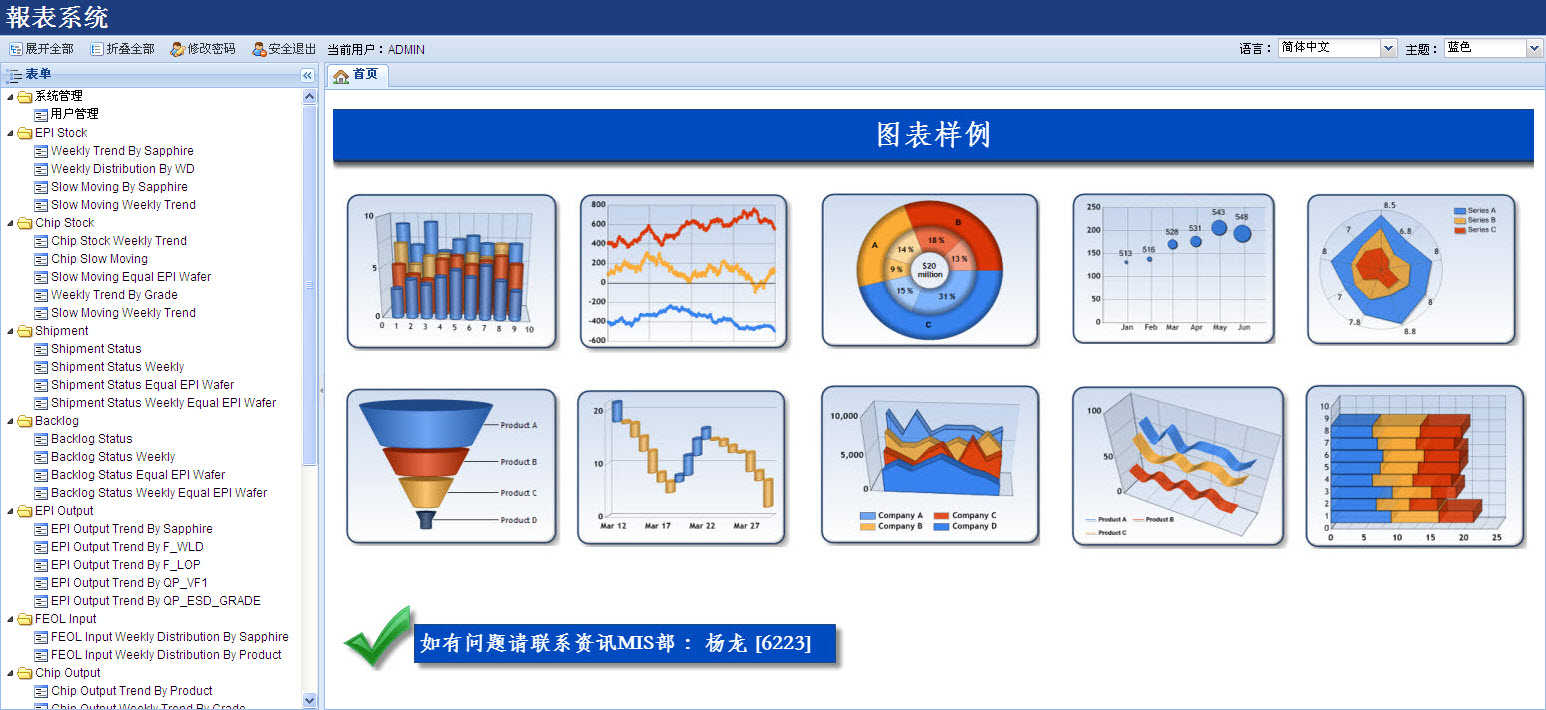 報表系统
展开全部 折叠全部 修改密码 安全退出 当前用户：ADMIN 语言： 简体中文 主题： 蓝色
表单
首页
系统管理
用户管理
EPI Stock
Weekly Trend By Sapphire
Weekly Distribution By WD
Slow Moving By Sapphire
Slow Moving Weekly Trend
Chip Stock
Chip Stock Weekly Trend
Chip Slow Moving
Slow Moving Equal EPI Wafer
Weekly Trend By Grade
Slow Moving Weekly Trend
Shipment
Shipment Status
Shipment Status Weekly
Shipment Status Equal EPI Wafer
Shipment Status Weekly Equal EPI Wafer
Backlog
Backlog Status
Backlog Status Weekly
Backlog Status Equal EPI Wafer
Backlog Status Weekly Equal EPI Wafer
EPI Output
EPI Output Trend By Sapphire
EPI Output Trend By F_WLD
EPI Output Trend By F_LOP
EPI Output Trend By QP_VF1
EPI Output Trend By QP_ESD_GRADE
FEOL Input
FEOL Input Weekly Distribution By Sapphire
FEOL Input Weekly Distribution By Product
Chip Output
Chip Output Trend By Product
Chip Output Weekly Trend By Grade
图表样例
10
5
0
0 1 2 3 4 5 6 7 8 9 10
800
600
400
200
0
-200
-400
-600
A
B
C
14 %
18 %
13 %
9 %
15 %
31 %
$20
million
250
200
150
100
50
0
513 516 528 531 543 548
Jan Feb Mar Apr May Jun
8.5
6.8
8
8
8.8
7.8
7
8
7
Series A
Series B
Series C
Product A
Product B
Product C
Product D
20
10
0
Mar 12 Mar 17 Mar 22 Mar 27
10,000
5,000
0
Company A Company C
Company B Company D
100
50
0
Product A Product B
Product C
10
9
8
7
6
5
4
3
2
1
0
0 5 10 15 20 25
如有问题请联系资讯MIS部： 杨龙 [6223]